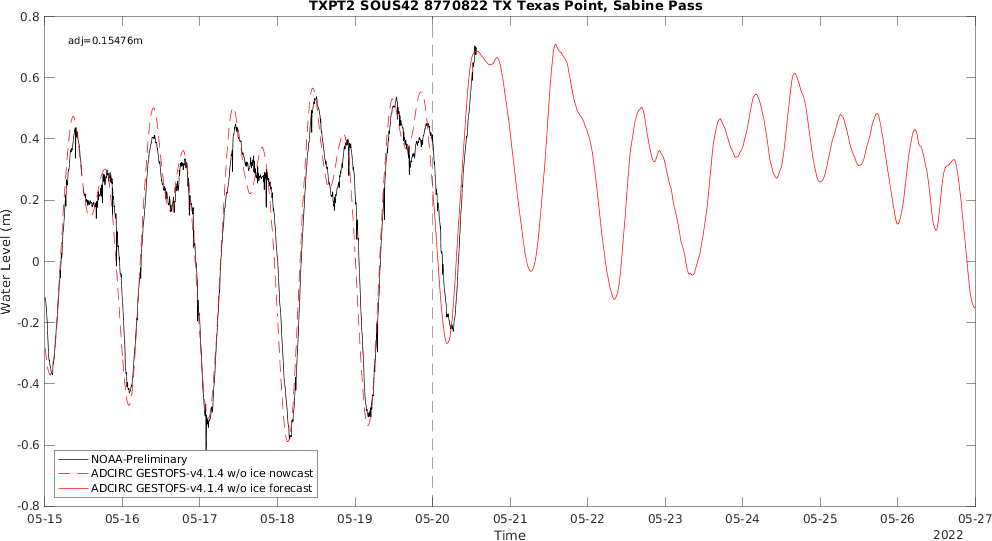 TXPT2 SOUS42 8770822 TX Texas Point, Sabine Pass
adj=0.15476m
0.8
0.6
0.4
0.2
0
-0.2
-0.4
-0.6
-0.8
Water Level (m)
NOAA-Preliminary
ADCIRC GESTOFS-v4.1.4 w/o ice nowcast
ADCIRC GESTOFS-v4.1.4 w/o ice forecast
05-15 05-16 05-17 05-18 05-19 05-20 05-21 05-22 05-23 05-24 05-25 05-26 05-27
Time
2022